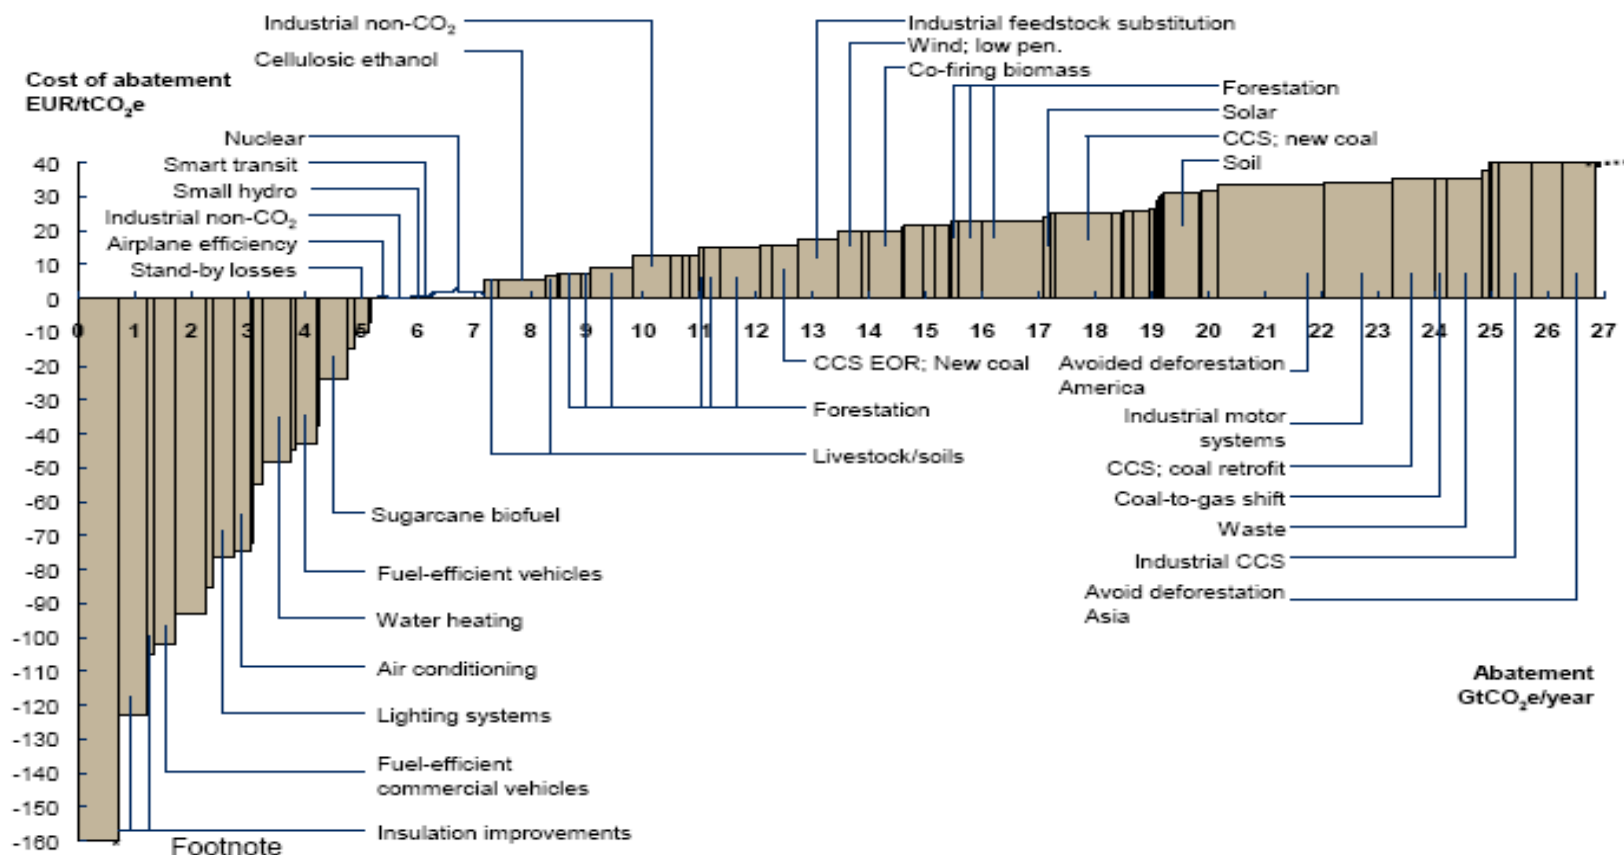 Industrial non-CO₂
Cellulosic ethanol
Industrial feedstock substitution
Wind; low pen.
Co-firing biomass
Cost of abatement
EUR/tCO₂e
Forestation
Solar
CCS; new coal
Soil
Nuclear
Smart transit
Small hydro
Industrial non-CO₂
Airplane efficiency
Stand-by losses
40
30
20
10
0
-10
-20
-30
-40
-50
-60
-70
-80
-90
-100
-110
-120
-130
-140
-150
-160
0 1 2 3 4 5 6 7 8 9 10 11 12 13 14 15 16 17 18 19 20 21 22 23 24 25 26 27
CCS EOR; New coal
Forestation
Livestock/soils
Avoided deforestation
America
Industrial motor
systems
CCS; coal retrofit
Coal-to-gas shift
Waste
Industrial CCS
Avoid deforestation
Asia
Sugarcane biofuel
Fuel-efficient vehicles
Water heating
Air conditioning
Lighting systems
Fuel-efficient
commercial vehicles
Insulation improvements
Abatement
GtCO₂e/year
Footnote